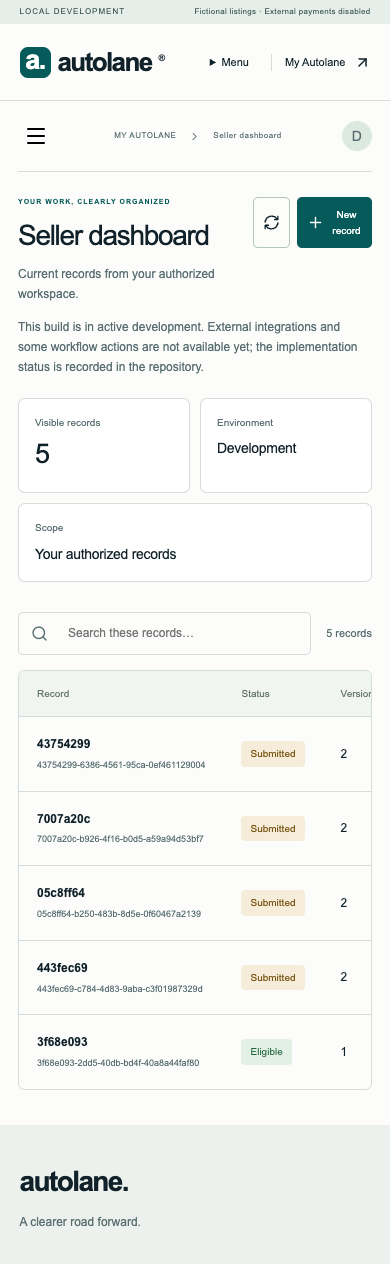 LOCAL DEVELOPMENT
Fictional listings · External payments disabled
a. autolane ®
Menu
My Autolane
MY AUTOLANE
Seller dashboard
D
YOUR WORK, CLEARLY ORGANIZED
Seller dashboard
New
record
Current records from your authorized
workspace.
This build is in active development. External integrations and
some workflow actions are not available yet; the implementation
status is recorded in the repository.
Visible records
5
Environment
Development
Scope
Your authorized records
Search these records…
5 records
Record Status Version
43754299
43754299-6386-4561-95ca-0ef461129004
Submitted
2
7007a20c
7007a20c-b926-4f16-b0d5-a59a94d53bf7
Submitted
2
05c8ff64
05c8ff64-b250-483b-8d5e-0f60467a2139
Submitted
2
443fec69
443fec69-c784-4d83-9aba-c3f01987329d
Submitted
2
3f68e093
3f68e093-2dd5-40db-bd4f-40a8a44faf80
Eligible
1
autolane.
A clearer road forward.